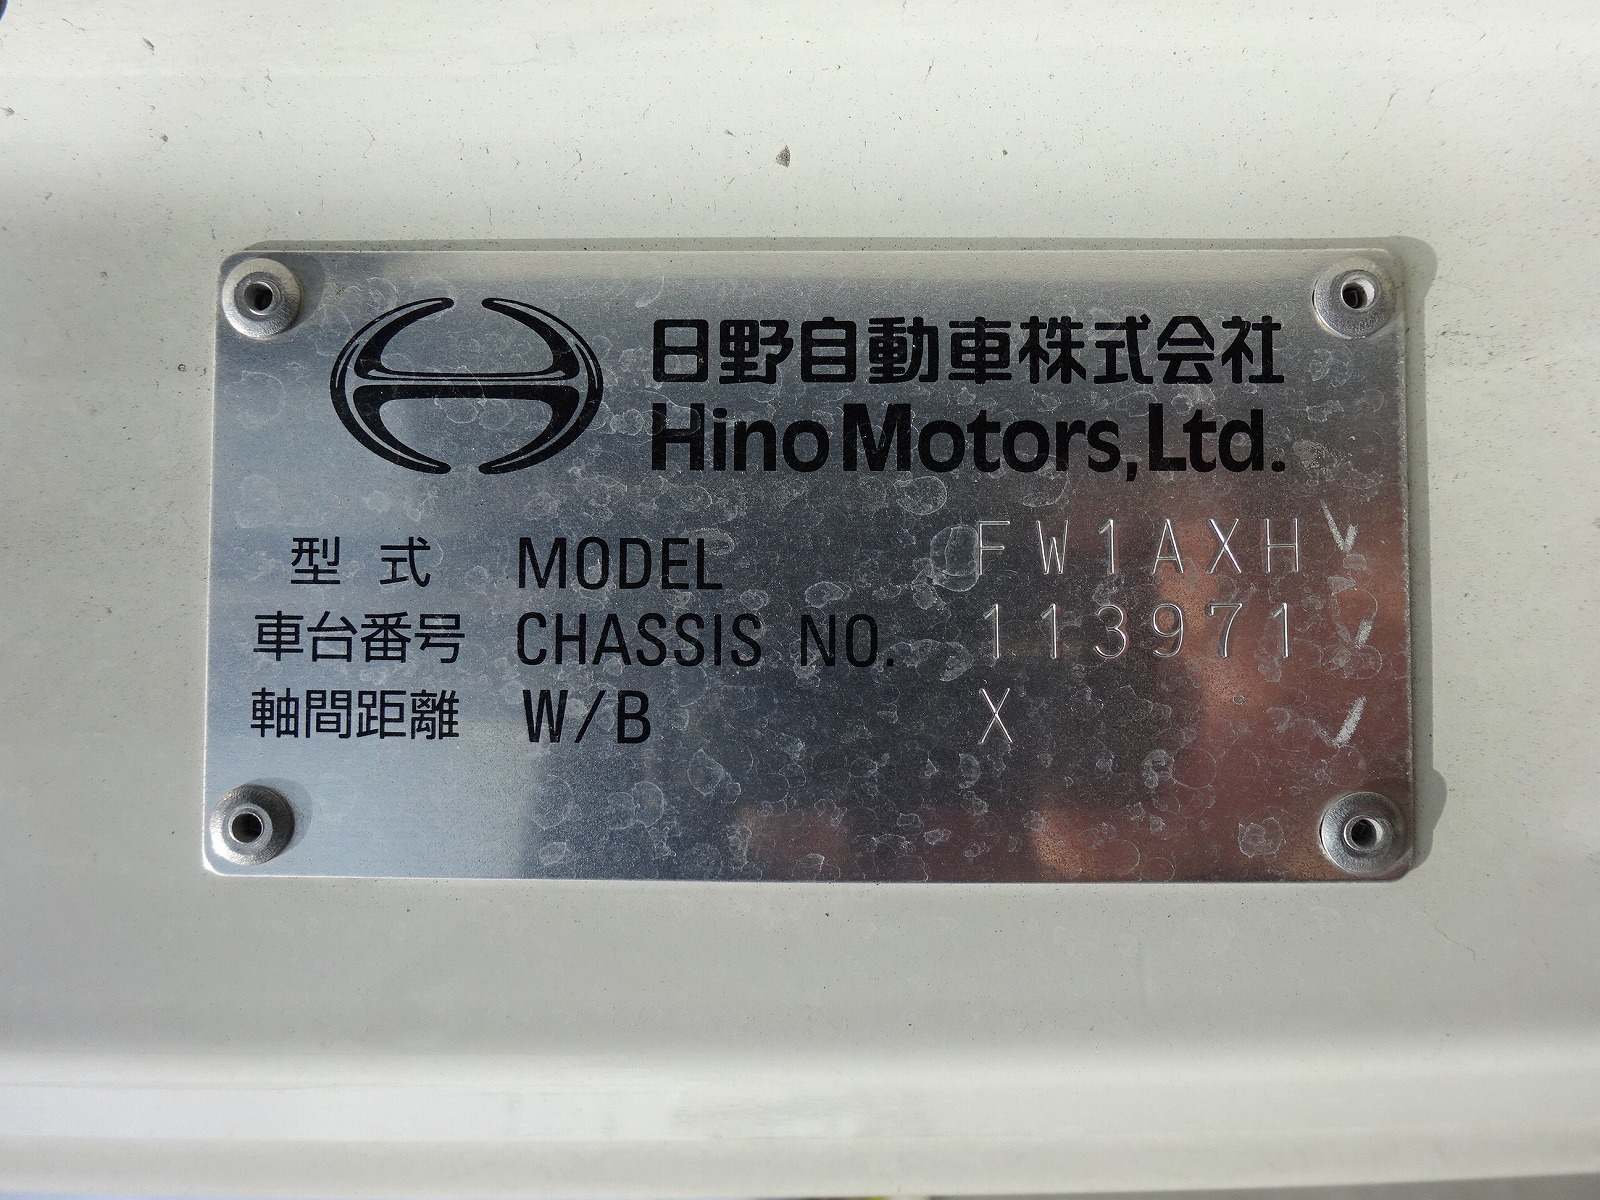 日野自動車株式会社
Hino Motors, Ltd.
型式 MODEL FW1AXH
車台番号 CHASSIS NO. 113971
軸間距離 W/B X